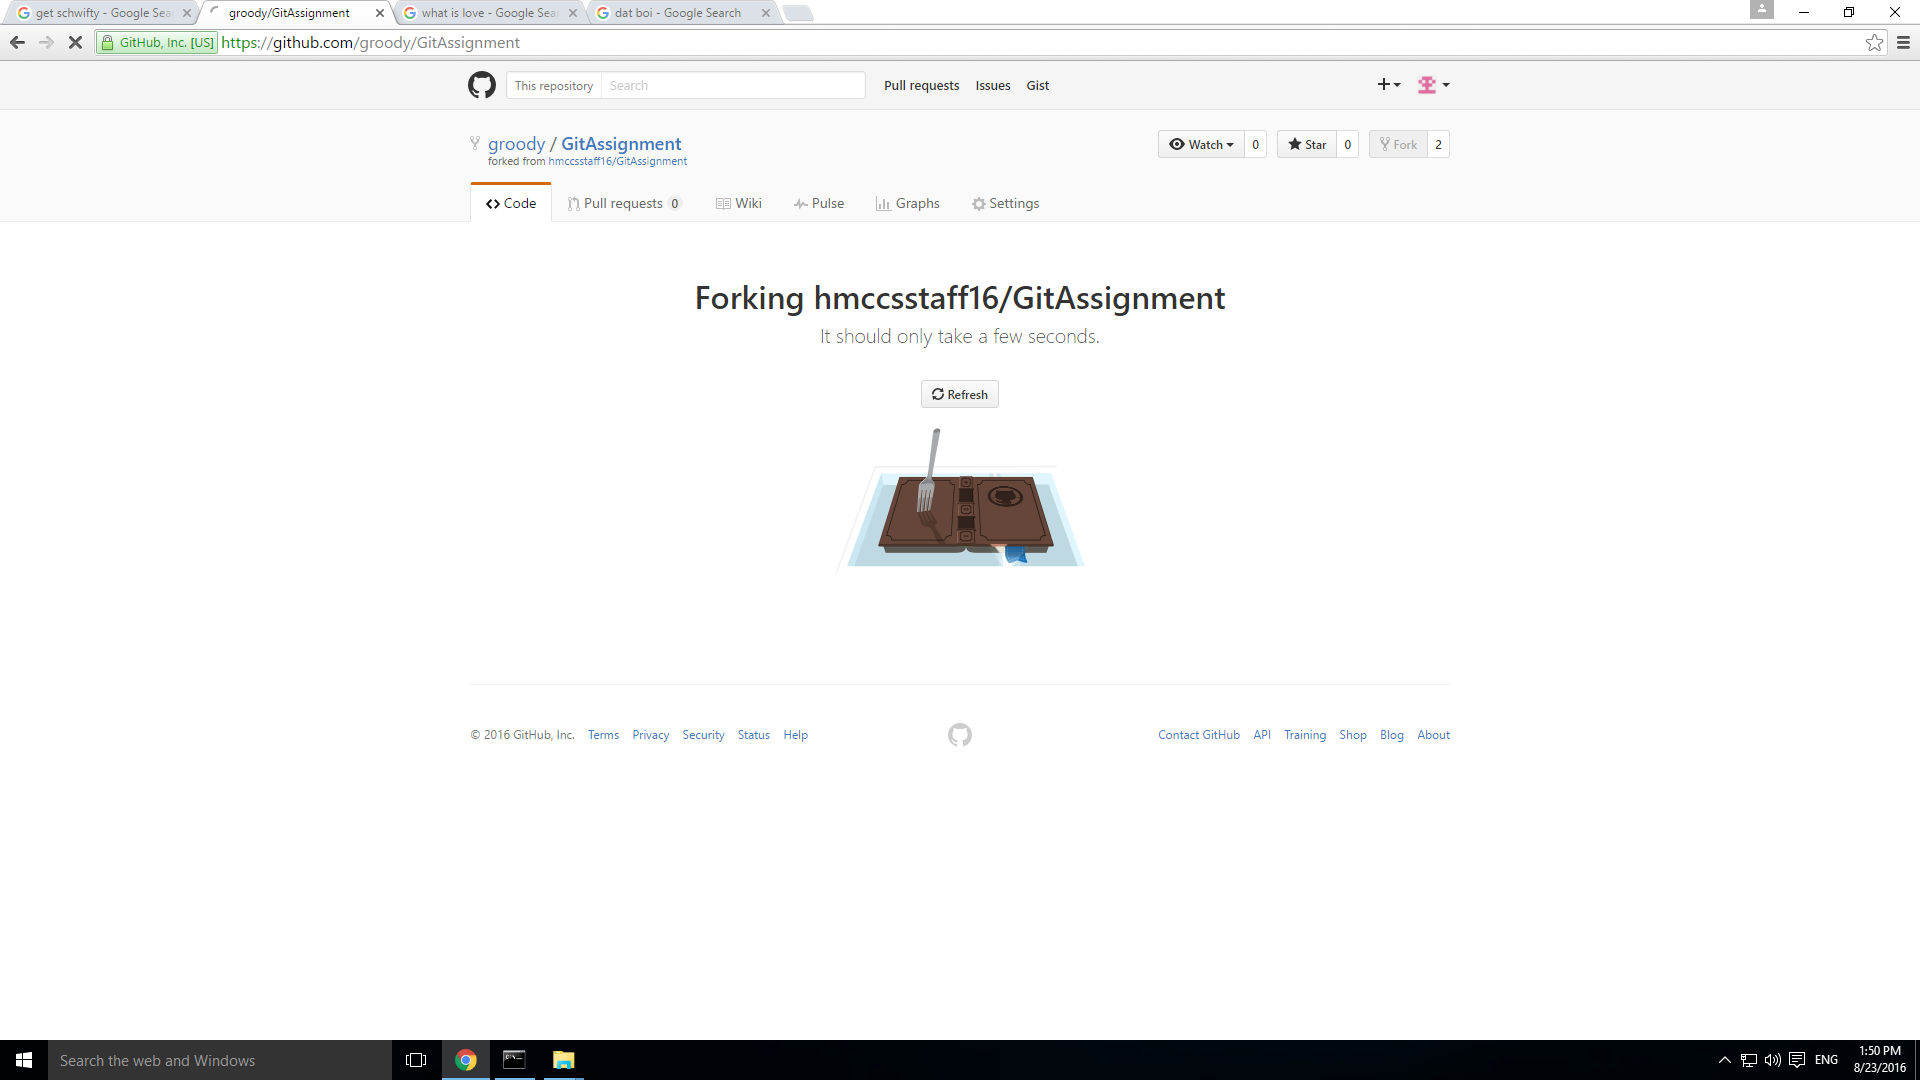 get schwifty - Google Sea
groody/GitAssignment
what is love - Google Sea
dat boi - Google Search
GitHub, Inc. [US]
https://github.com/groody/GitAssignment
This repository
Search
Pull requests
Issues
Gist
groody / GitAssignment
forked from hmccsstaff16/GitAssignment
Watch 0
Star 0
Fork 2
Code
Pull requests 0
Wiki
Pulse
Graphs
Settings
Forking hmccsstaff16/GitAssignment
It should only take a few seconds.
Refresh
© 2016 GitHub, Inc. Terms Privacy Security Status Help
Contact GitHub API Training Shop Blog About
Search the web and Windows
ENG
1:50 PM
8/23/2016